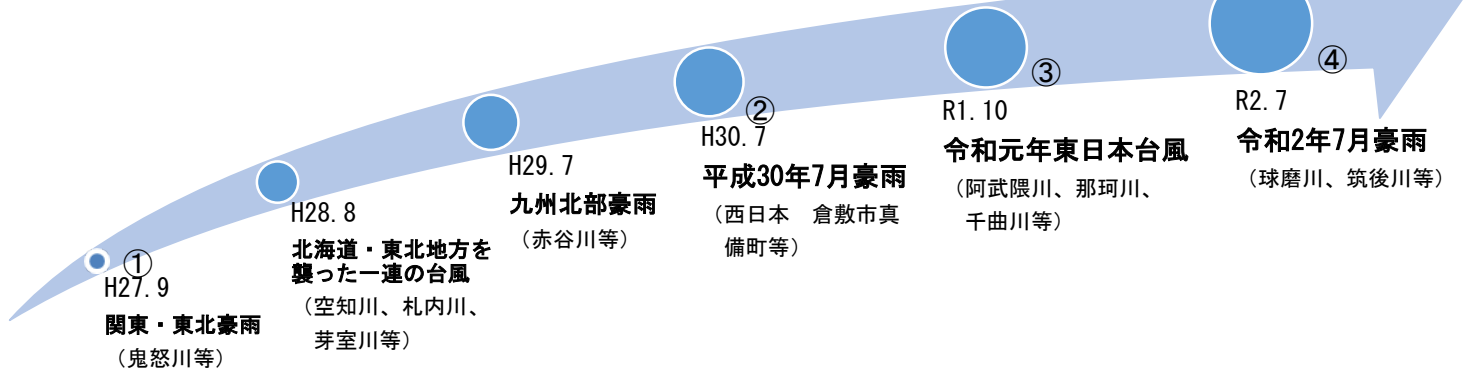 ①
H27.9
関東・東北豪雨
（鬼怒川等）
H28.8
北海道・東北地方を
襲った一連の台風
（空知川、札内川、
芽室川等）
H29.7
九州北部豪雨
（赤谷川等）
②
H30.7
平成30年7月豪雨
（西日本　倉敷市真
備町等）
③
R1.10
令和元年東日本台風
（阿武隈川、那珂川、
千曲川等）
④
R2.7
令和2年7月豪雨
（球磨川、筑後川等）